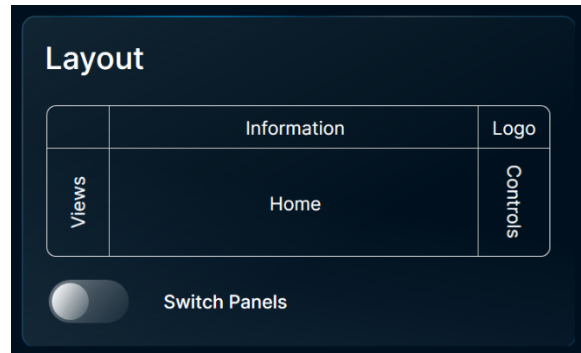 Layout
Information
Logo
Views
Home
Controls
Switch Panels